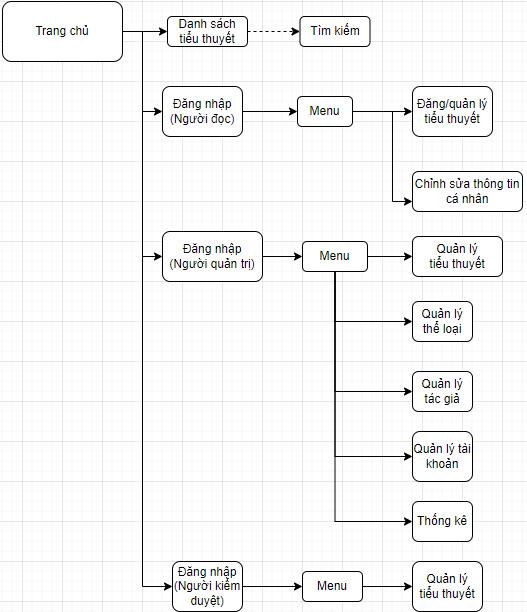 Trang chủ
Danh sách
tiểu thuyết
Tìm kiếm
Đăng nhập
(Người đọc)
Menu
Đăng/quản lý
tiểu thuyết
Chỉnh sửa thông tin
cá nhân
Đăng nhập
(Người quản trị)
Menu
Quản lý
tiểu thuyết
Quản lý
thể loại
Quản lý
tác giả
Quản lý tài
khoản
Thống kê
Đăng nhập
(Người kiểm
duyệt)
Menu
Quản lý
tiểu thuyết